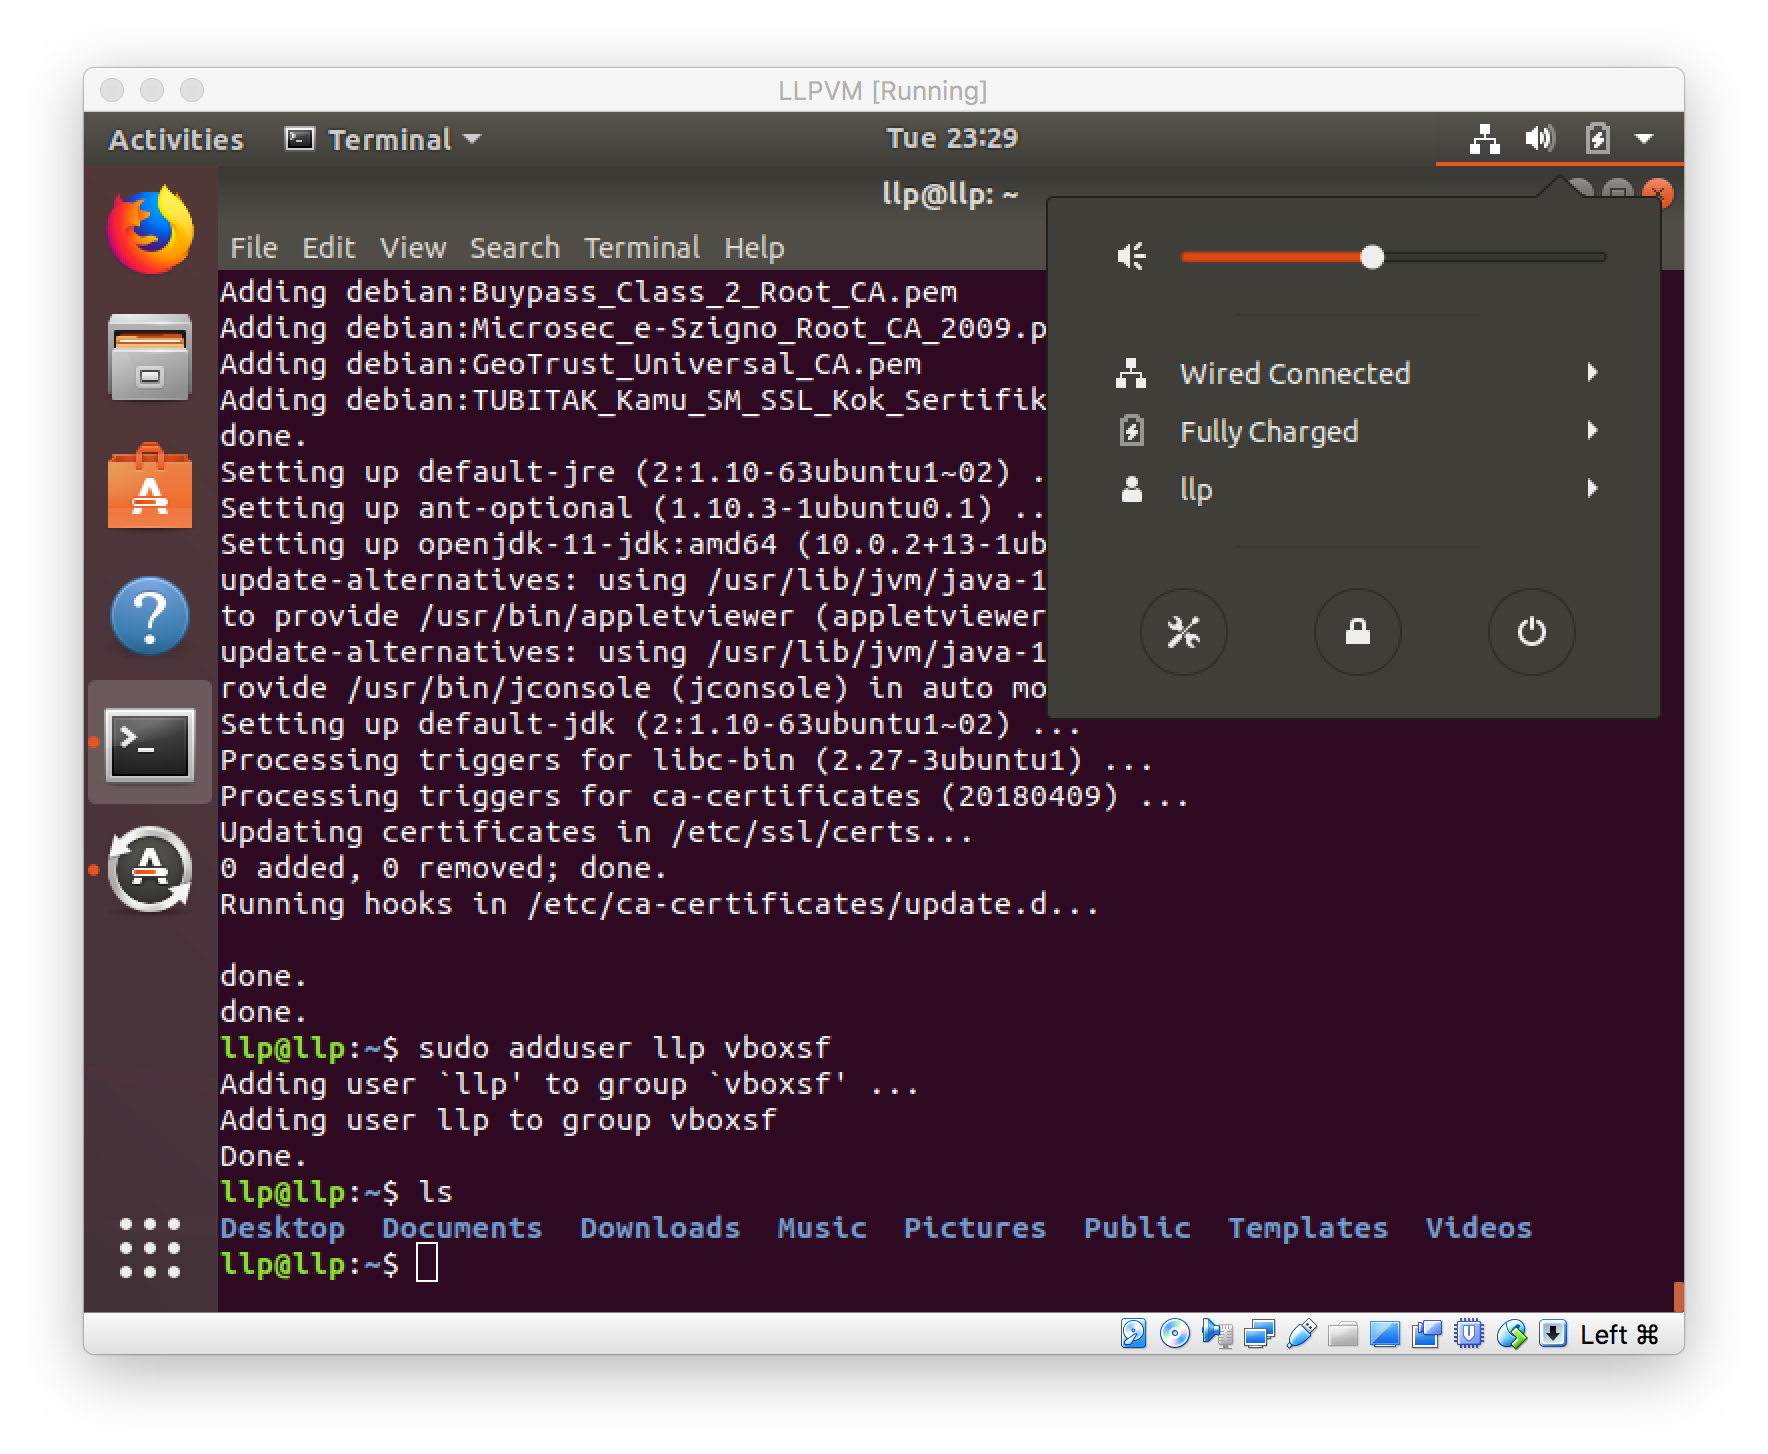 LLPVM [Running]
Activities Terminal Tue 23:29
llp@llp: ~
File Edit View Search Terminal Help
Adding debian:Buypass_Class_2_Root_CA.pem
Adding debian:Microsec_e-Szigno_Root_CA_2009.p
Adding debian:GeoTrust_Universal_CA.pem
Adding debian:TUBITAK_Kamu_SM_SSL_Kok_Sertifik
done.
Setting up default-jre (2:1.10-63ubuntu1~02) .
Setting up ant-optional (1.10.3-1ubuntu0.1) ..
Setting up openjdk-11-jdk:amd64 (10.0.2+13-1ub
update-alternatives: using /usr/lib/jvm/java-1
to provide /usr/bin/appletviewer (appletviewer
update-alternatives: using /usr/lib/jvm/java-1
rovide /usr/bin/jconsole (jconsole) in auto mo
Setting up default-jdk (2:1.10-63ubuntu1~02) ...
Processing triggers for libc-bin (2.27-3ubuntu1) ...
Processing triggers for ca-certificates (20180409) ...
Updating certificates in /etc/ssl/certs...
0 added, 0 removed; done.
Running hooks in /etc/ca-certificates/update.d...
done.
done.
llp@llp:~$ sudo adduser llp vboxsf
Adding user `llp' to group `vboxsf' ...
Adding user llp to group vboxsf
Done.
llp@llp:~$ ls
Desktop Documents Downloads Music Pictures Public Templates Videos
llp@llp:~$
Wired Connected
Fully Charged
llp
Left ⌘